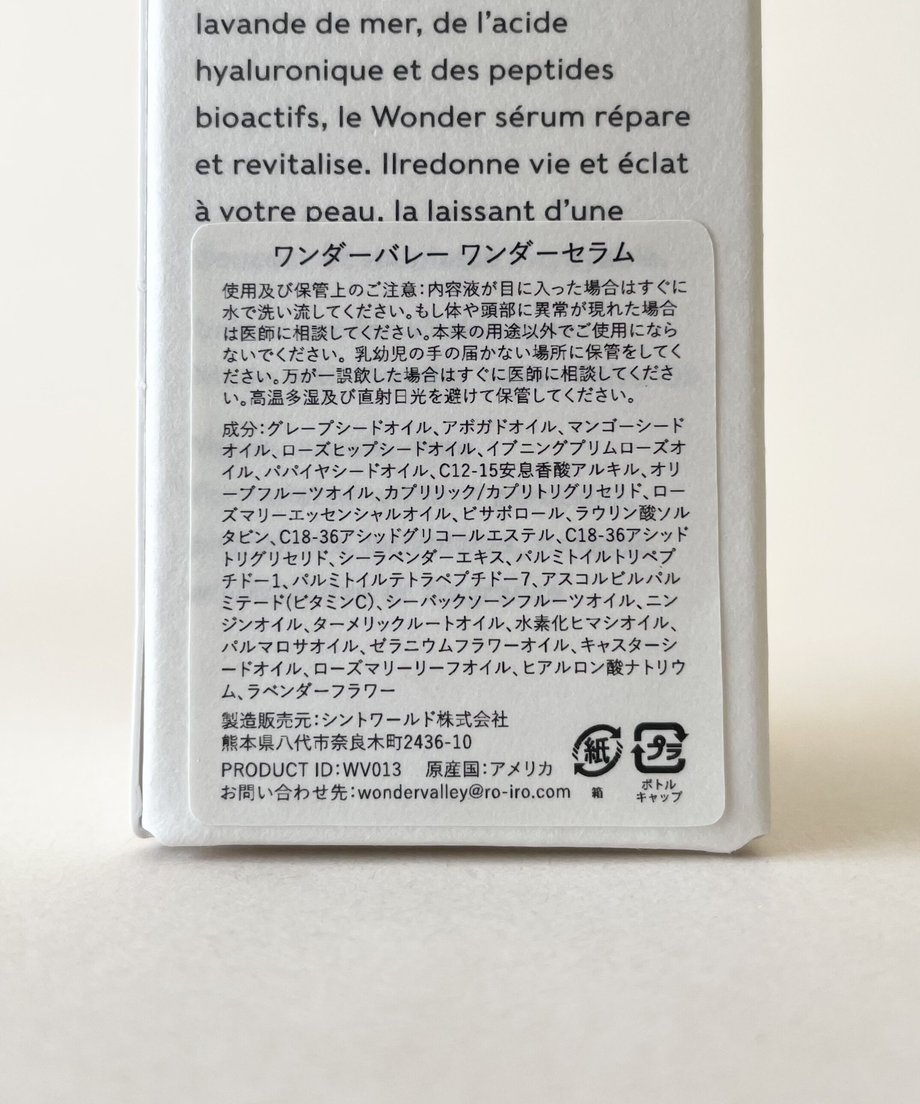 lavande de mer, de l’acide
hyaluronique et des peptides
bioactifs, le Wonder sérum répare
et revitalise. Ilredonne vie et éclat
à votre peau, la laissant d’une
ワンダーバレー ワンダーセラム
使用及び保管上のご注意:内容液が目に入った場合はすぐに
水で洗い流してください。もし体や頭部に異常が現れた場合
は医師に相談してください。本来の用途以外でご使用になら
ないでください。 乳幼児の手の届かない場所に保管をしてく
ださい。万が一誤飲した場合はすぐに医師に相談してくださ
い。高温多湿及び直射日光を避けて保管してください。
成分:グレープシードオイル、アボガドオイル、マンゴーシード
オイル、ローズヒップシードオイル、イブニングプリムローズオ
イル、パパイヤシードオイル、C12-15安息香酸アルキル、オリ
ーブフルーツオイル、カプリリック/カプリトリグリセリド、ロー
ズマリーエッセンシャルオイル、ビサボロール、ラウリン酸ソル
タビン、C18-36アシッドグリコールエステル、C18-36アシッド
トリグリセリド、シーラベンダーエキス、パルミトイルトリペプ
チドー1、パルミトイルテトラペプチドー7、アスコルビルパル
ミテード(ビタミンC)、シーバックソーンフルーツオイル、ニン
ジンオイル、ターメリックルートオイル、水素化ヒマシオイル、
パルマロサオイル、ゼラニウムフラワーオイル、キャスターシ
ードオイル、ローズマリーリーフオイル、ヒアルロン酸ナトリウ
ム、ラベンダーフラワー
製造販売元:シントワールド株式会社
熊本県八代市奈良木町2436-10
PRODUCT ID:WV013 原産国:アメリカ
お問い合わせ先:wondervalley@ro-iro.com
紙
箱
プラ
ボトル
キャップ